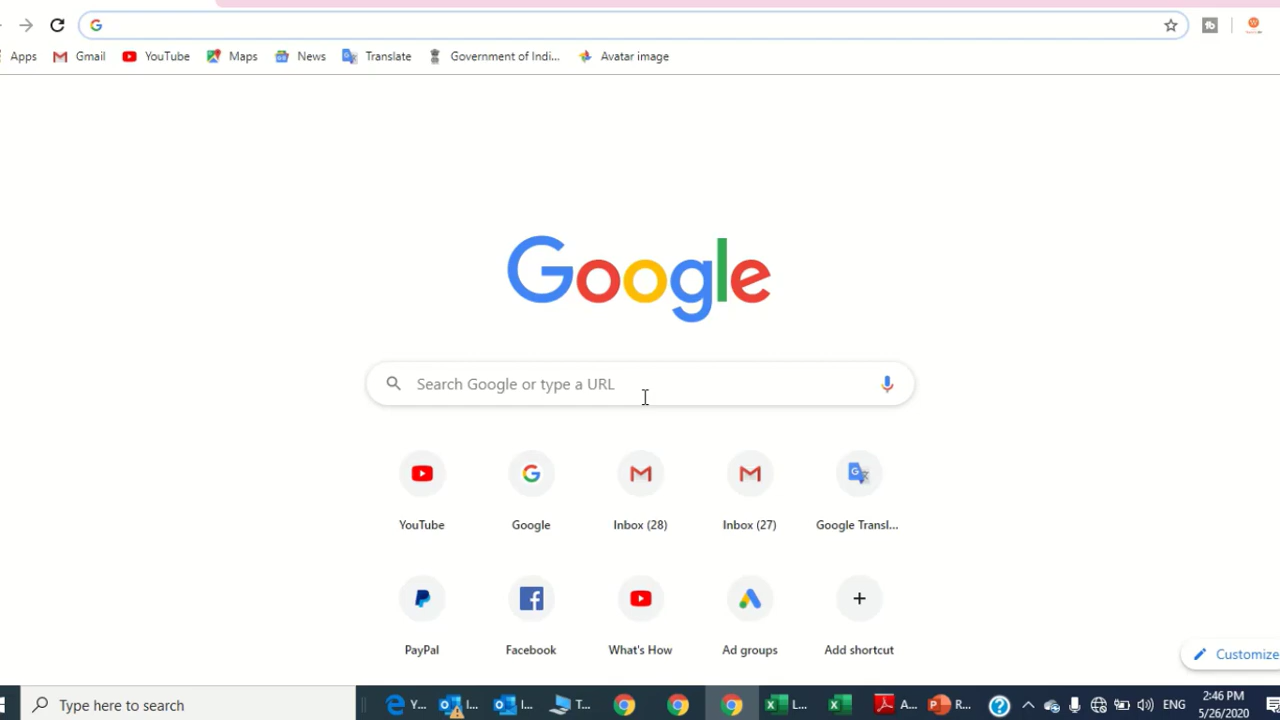 Apps Gmail YouTube Maps News Translate Government of Indi... Avatar image
Google
Search Google or type a URL
YouTube Google Inbox (28) Inbox (27) Google Transl...
PayPal Facebook What's How Ad groups Add shortcut
Customize
Type here to search Y... I... I... T... L... A... R... ENG 2:46 PM
5/26/2020